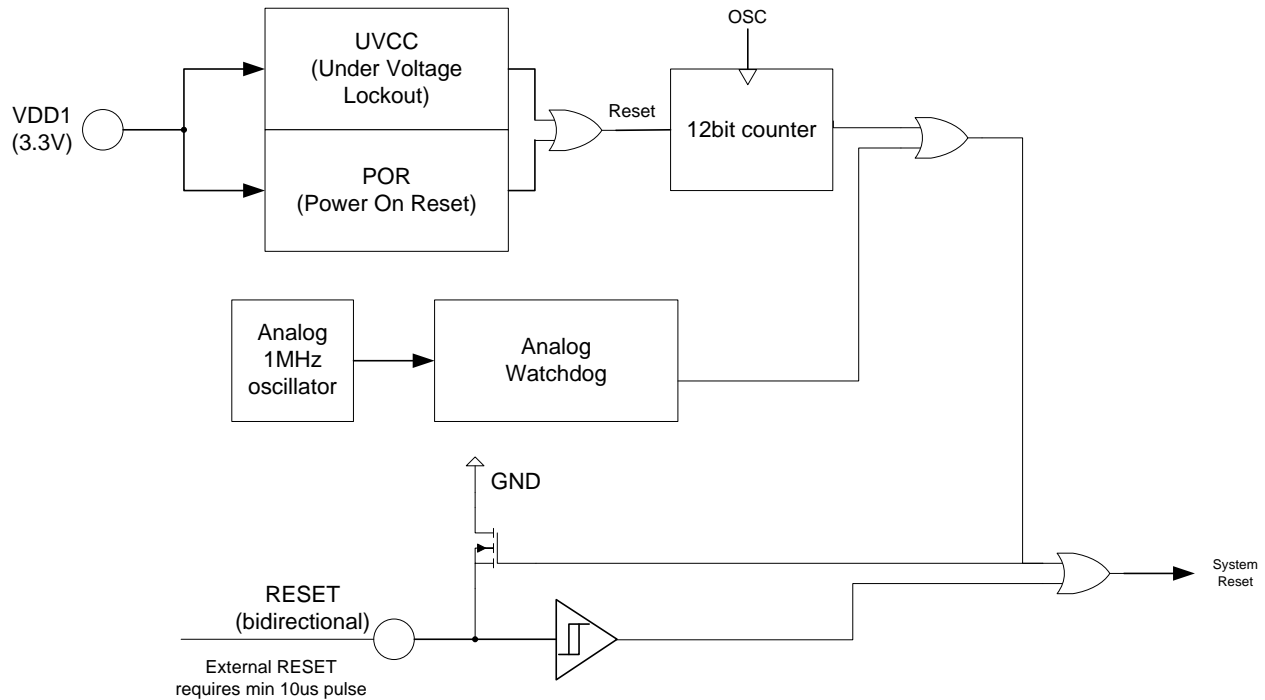 OSC
UVCC
(Under Voltage
Lockout)
VDD1
(3.3V)
Reset
12bit counter
POR
(Power On Reset)
Analog
1MHz
oscillator
Analog
Watchdog
GND
System
Reset
RESET
(bidirectional)
External RESET
requires min 10us pulse